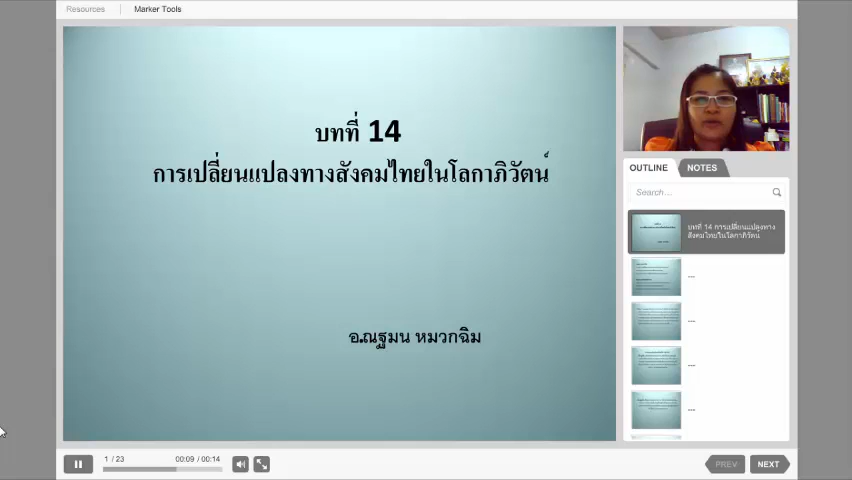 Resources
Marker Tools
บทที่ 14
การเปลี่ยนแปลงทางสังคมไทยในโลกาภิวัตน์
อ.ณฐมน หมวกฉิม
OUTLINE
NOTES
Search...
บทที่ 14 การเปลี่ยนแปลงทาง
สังคมไทยในโลกาภิวัตน์
...
...
...
...
1 / 23
00:09 / 00:14
PREV
NEXT